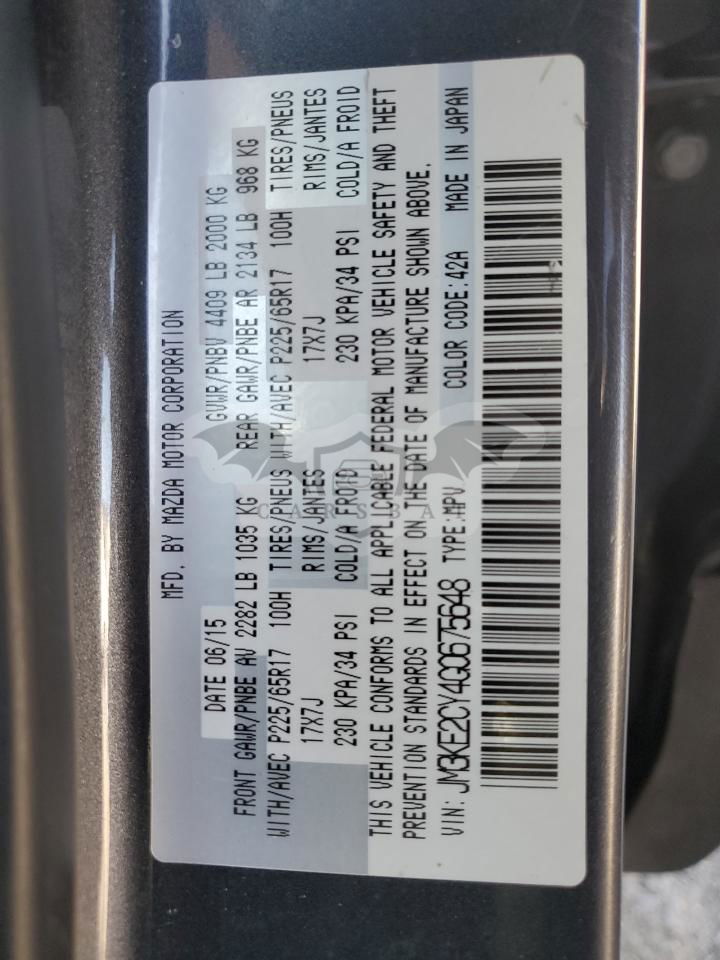 MFD. BY MAZDA MOTOR CORPORATION
DATE 06/15 GVWR/PNBV 4409 LB 2000 KG
FRONT GAWR/PNBE AV 2282 LB 1035 KG REAR GAWR/PNBE AR 2134 LB 968 KG
WITH/AVEC P225/65R17 100H TIRES/PNEUS WITH/AVEC P225/65R17 100H TIRES/PNEUS
17X7J RIMS/JANTES 17X7J RIMS/JANTES
230 KPA/34 PSI COLD/A FROID 230 KPA/34 PSI COLD/A FROID
THIS VEHICLE CONFORMS TO ALL APPLICABLE FEDERAL MOTOR VEHICLE SAFETY AND THEFT
PREVENTION STANDARDS IN EFFECT ON THE DATE OF MANUFACTURE SHOWN ABOVE.
VIN: JM3KE2CY4G0675648 TYPE:MPV COLOR CODE:42A MADE IN JAPAN
CARSBAT